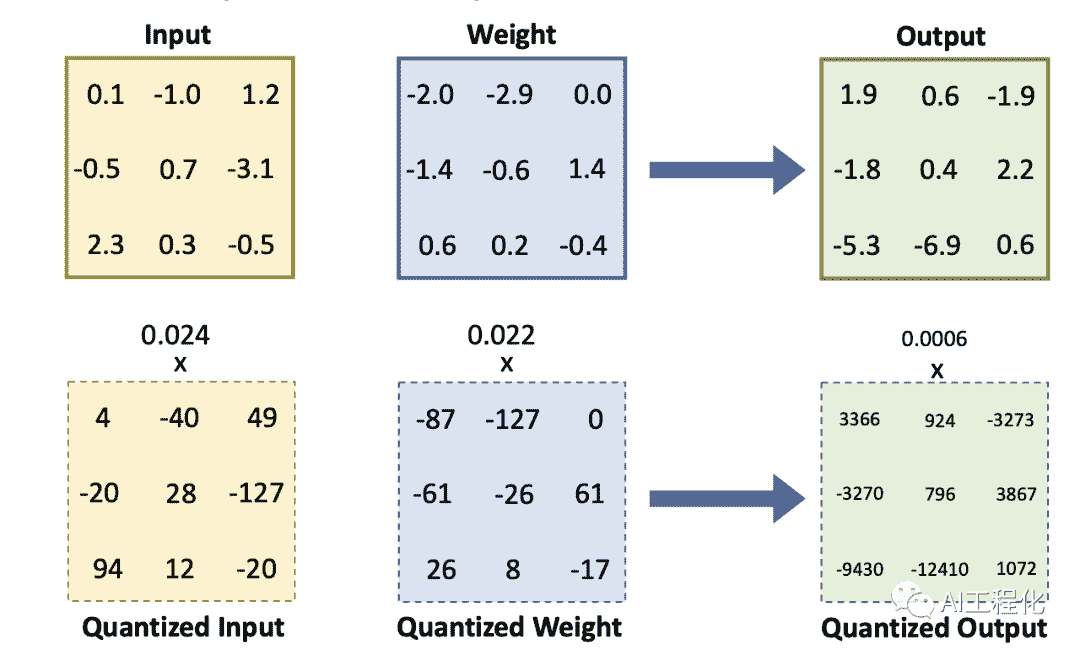 Input Weight Output
0.1 -1.0 1.2 -2.0 -2.9 0.0 1.9 0.6 -1.9
-0.5 0.7 -3.1 -1.4 -0.6 1.4 -1.8 0.4 2.2
2.3 0.3 -0.5 0.6 0.2 -0.4 -5.3 -6.9 0.6
0.024 0.022 0.0006
x x x
4 -40 49 -87 -127 0 3366 924 -3273
-20 28 -127 -61 -26 61 -3270 796 3867
94 12 -20 26 8 -17 -9430 -12410 1072
AI工程化
Quantized Input Quantized Weight Quantized Output